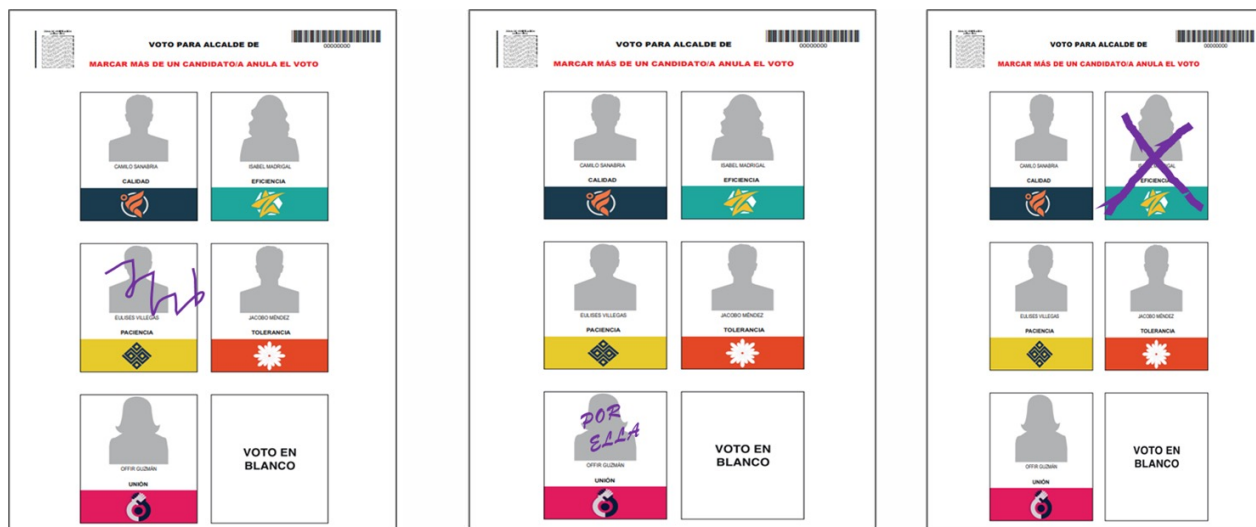 VOTO PARA ALCALDE DE
00000000
MARCAR MÁS DE UN CANDIDATO/A ANULA EL VOTO
CAMILO SANABRIA
CALIDAD
ISABEL MADRIGAL
EFICIENCIA
EULISES VILLEGAS
PACIENCIA
JACOBO MÉNDEZ
TOLERANCIA
OFFIR GUZMÁN
UNIÓN
VOTO EN
BLANCO
VOTO PARA ALCALDE DE
00000000
MARCAR MÁS DE UN CANDIDATO/A ANULA EL VOTO
CAMILO SANABRIA
CALIDAD
ISABEL MADRIGAL
EFICIENCIA
EULISES VILLEGAS
PACIENCIA
JACOBO MÉNDEZ
TOLERANCIA
POR
ELLA
OFFIR GUZMÁN
UNIÓN
VOTO EN
BLANCO
VOTO PARA ALCALDE DE
00000000
MARCAR MÁS DE UN CANDIDATO/A ANULA EL VOTO
CAMILO SANABRIA
CALIDAD
EFICIENCIA
EULISES VILLEGAS
PACIENCIA
JACOBO MÉNDEZ
TOLERANCIA
OFFIR GUZMÁN
UNIÓN
VOTO EN
BLANCO